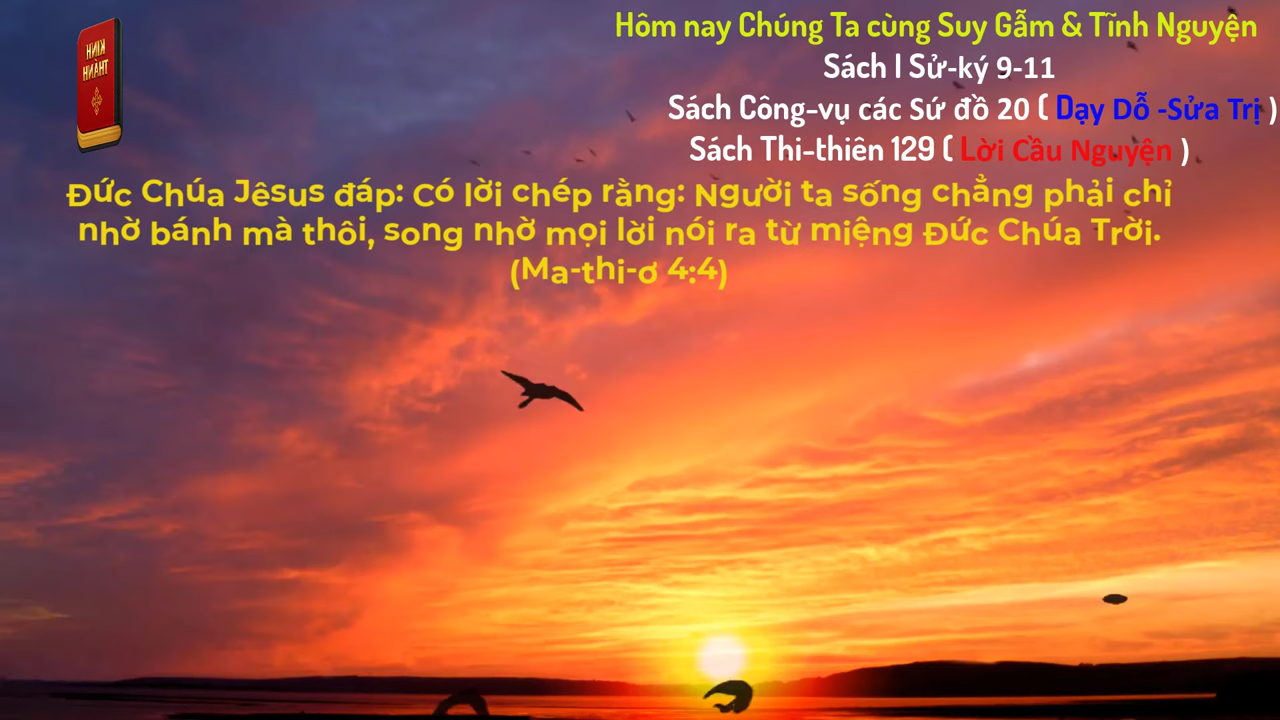 KINH
THÁNH
Hôm nay Chúng Ta cùng Suy Gẫm & Tĩnh Nguyện
Sách I Sử-ký 9-11
Sách Công-vụ các Sứ đồ 20 ( Dạy Dỗ -Sửa Trị )
Sách Thi-thiên 129 ( Lời Cầu Nguyện )
Đức Chúa Jêsus đáp: Có lời chép rằng: Người ta sống chẳng phải chỉ
nhờ bánh mà thôi, song nhờ mọi lời nói ra từ miệng Đức Chúa Trời.
(Ma-thi-ơ 4:4)